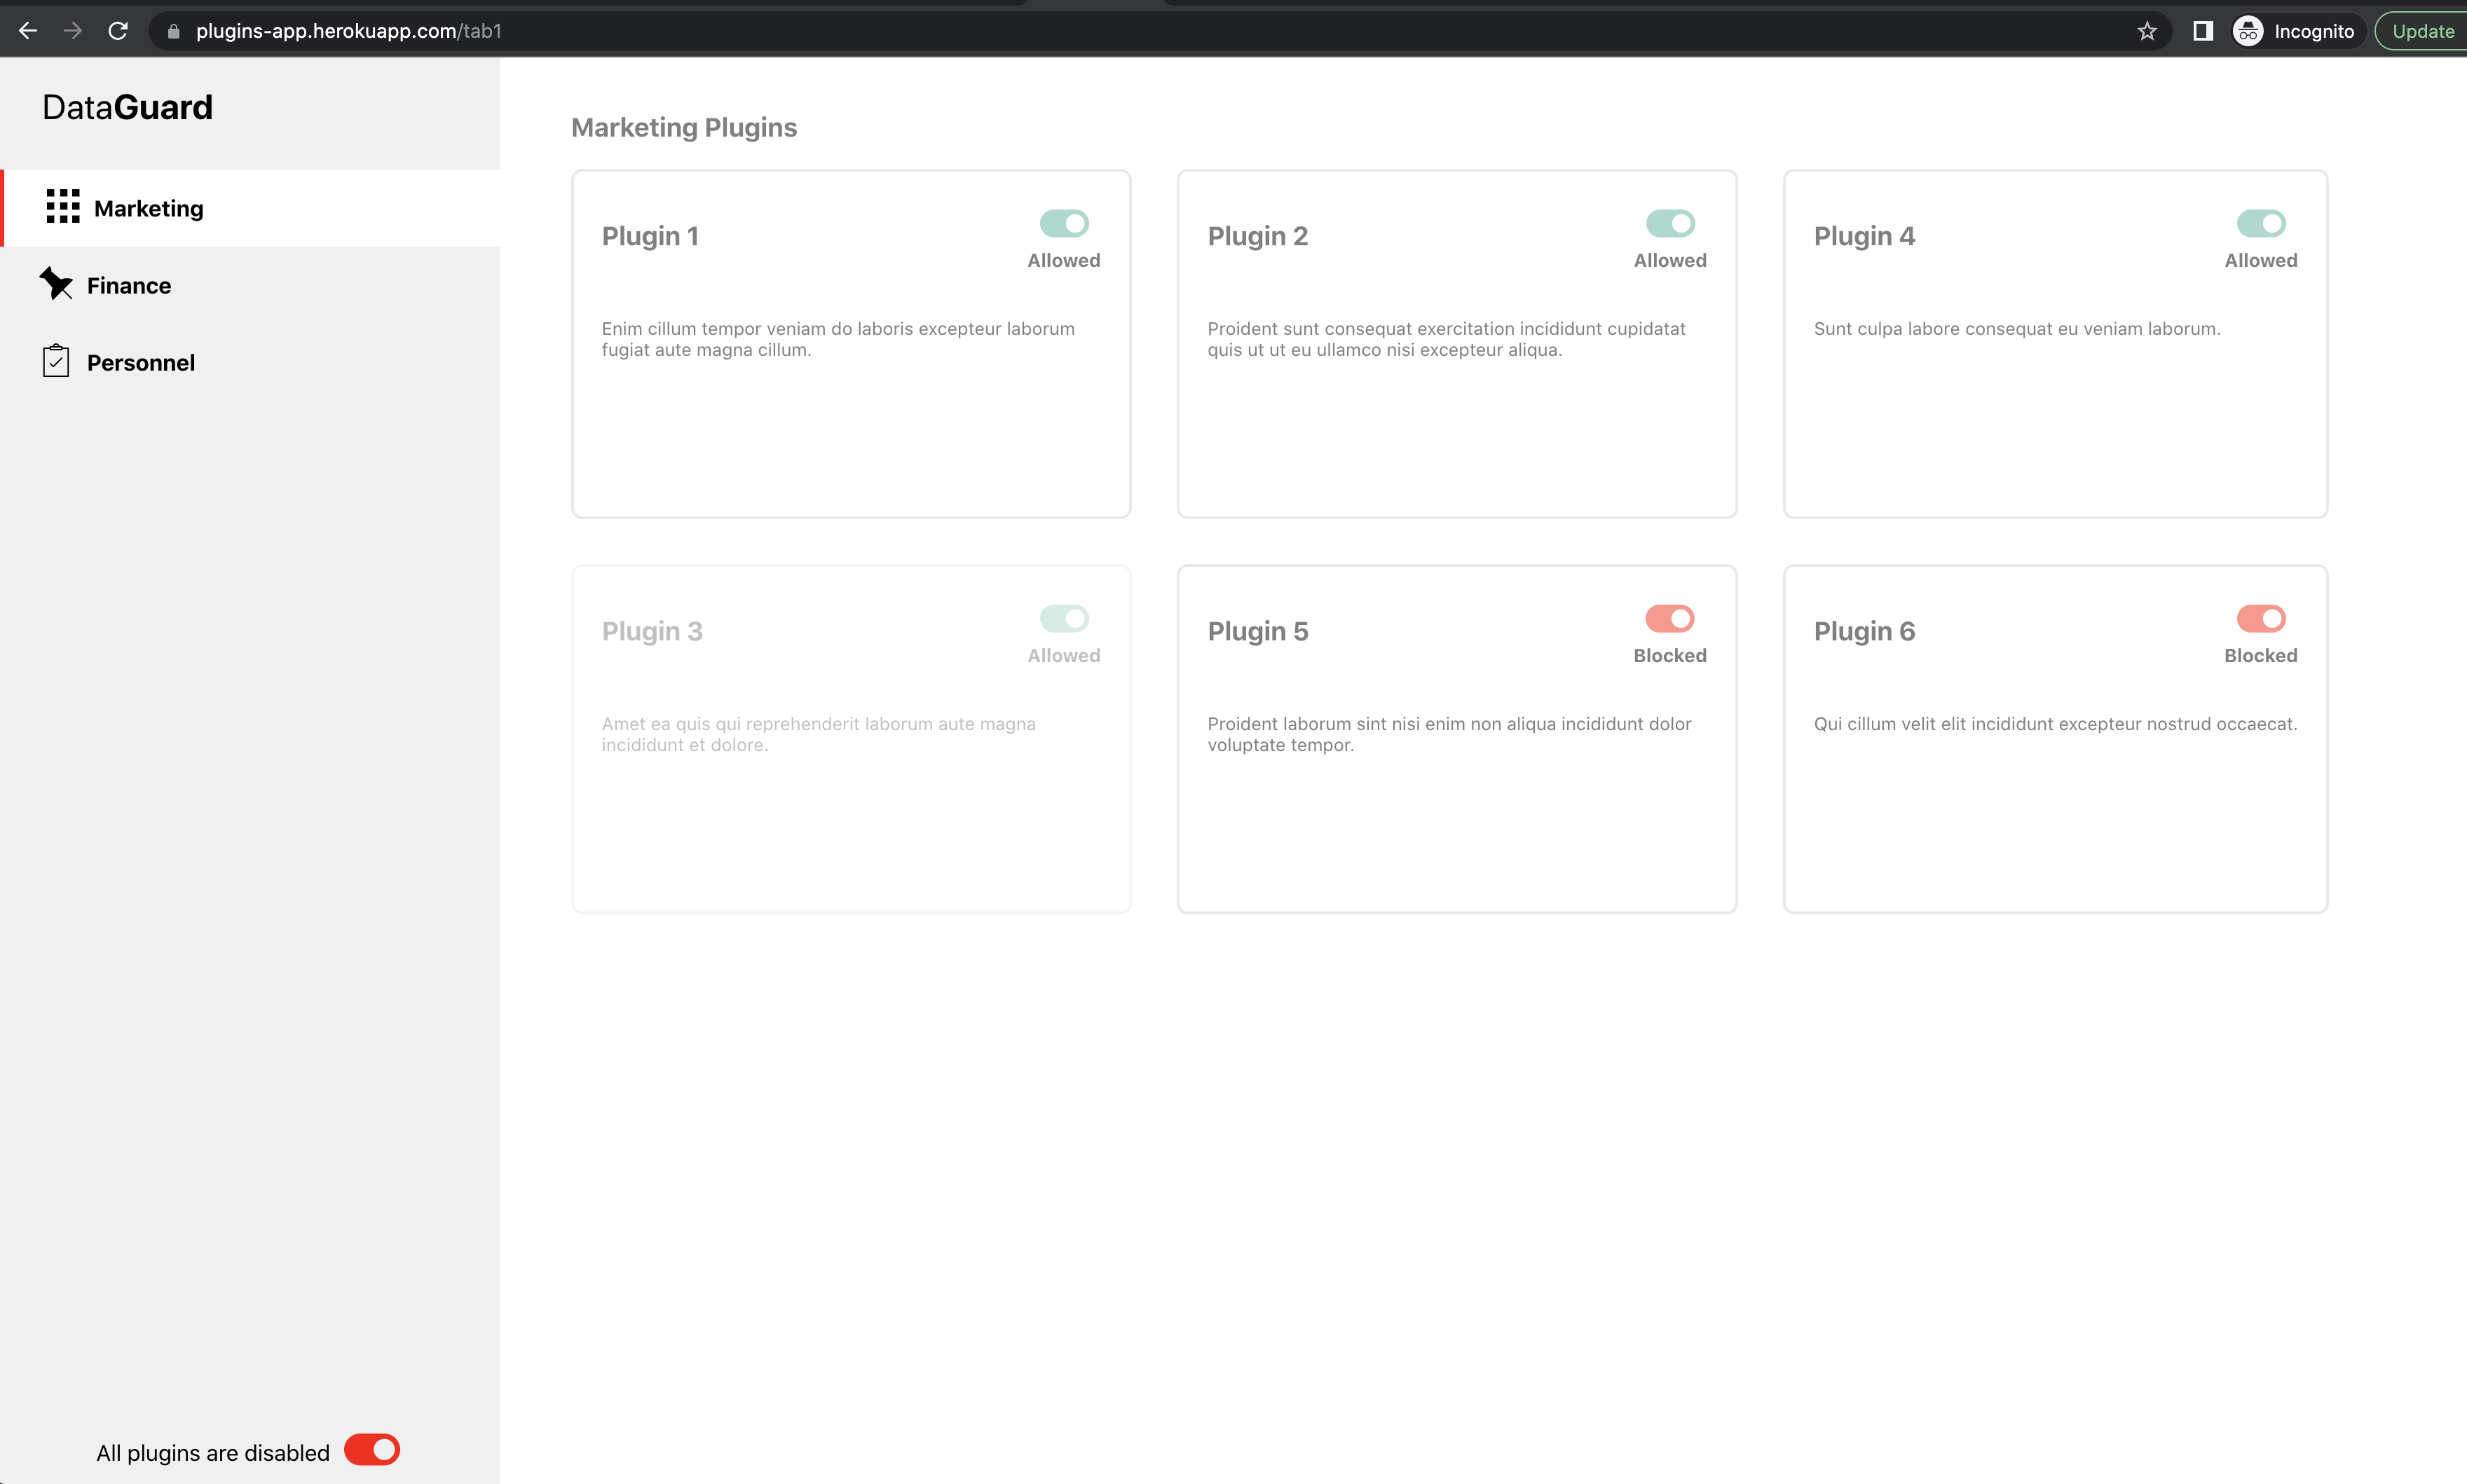 plugins-app.herokuapp.com/tab1
Incognito
Update
DataGuard
Marketing
Finance
Personnel
All plugins are disabled
Marketing Plugins
Plugin 1
Allowed
Enim cillum tempor veniam do laboris excepteur laborum
fugiat aute magna cillum.
Plugin 2
Allowed
Proident sunt consequat exercitation incididunt cupidatat
quis ut ut eu ullamco nisi excepteur aliqua.
Plugin 4
Allowed
Sunt culpa labore consequat eu veniam laborum.
Plugin 3
Allowed
Amet ea quis qui reprehenderit laborum aute magna
incididunt et dolore.
Plugin 5
Blocked
Proident laborum sint nisi enim non aliqua incididunt dolor
voluptate tempor.
Plugin 6
Blocked
Qui cillum velit elit incididunt excepteur nostrud occaecat.